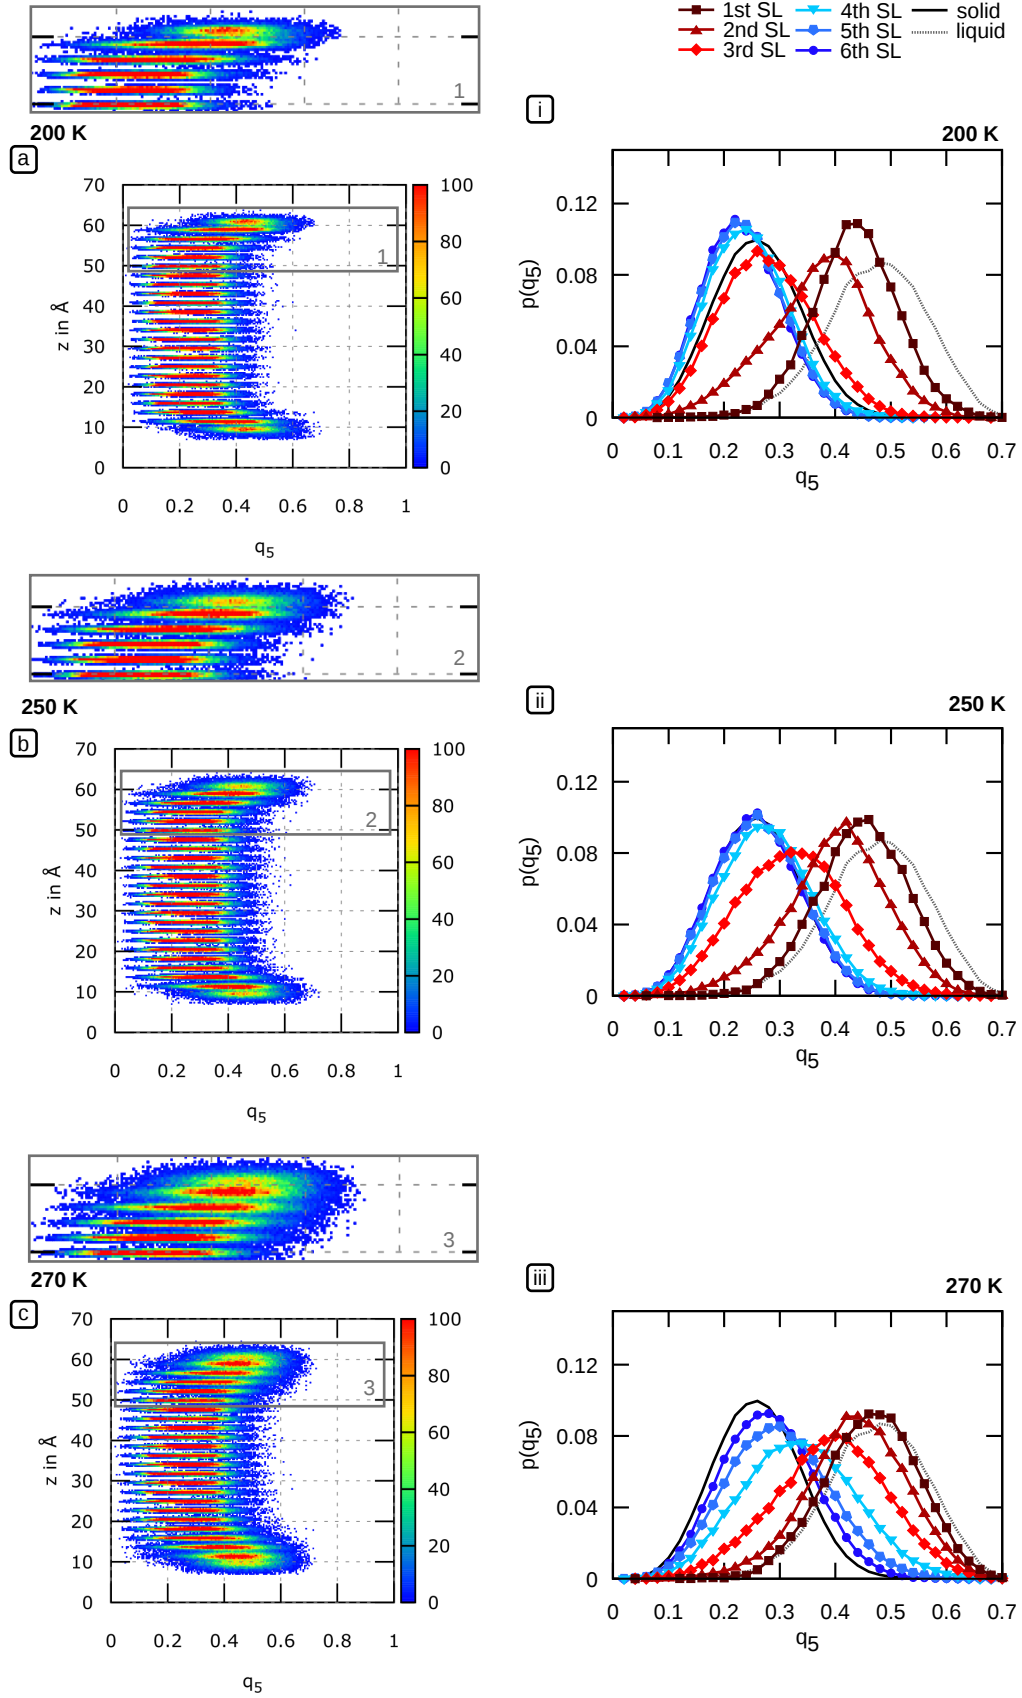 1
200 K
a
70
60
50
40
30
20
10
0
z in Å
1
100
80
60
40
20
0
0 0.2 0.4 0.6 0.8 1
q5
2
250 K
b
70
60
50
40
30
20
10
0
z in Å
2
100
80
60
40
20
0
0 0.2 0.4 0.6 0.8 1
q5
3
270 K
c
70
60
50
40
30
20
10
0
z in Å
3
100
80
60
40
20
0
0 0.2 0.4 0.6 0.8 1
q5
1st SL 4th SL solid
2nd SL 5th SL liquid
3rd SL 6th SL
i
200 K
0.12
0.08
0.04
0
p(q5)
0 0.1 0.2 0.3 0.4 0.5 0.6 0.7
q5
ii
250 K
0.12
0.08
0.04
0
p(q5)
0 0.1 0.2 0.3 0.4 0.5 0.6 0.7
q5
iii
270 K
0.12
0.08
0.04
0
p(q5)
0 0.1 0.2 0.3 0.4 0.5 0.6 0.7
q5